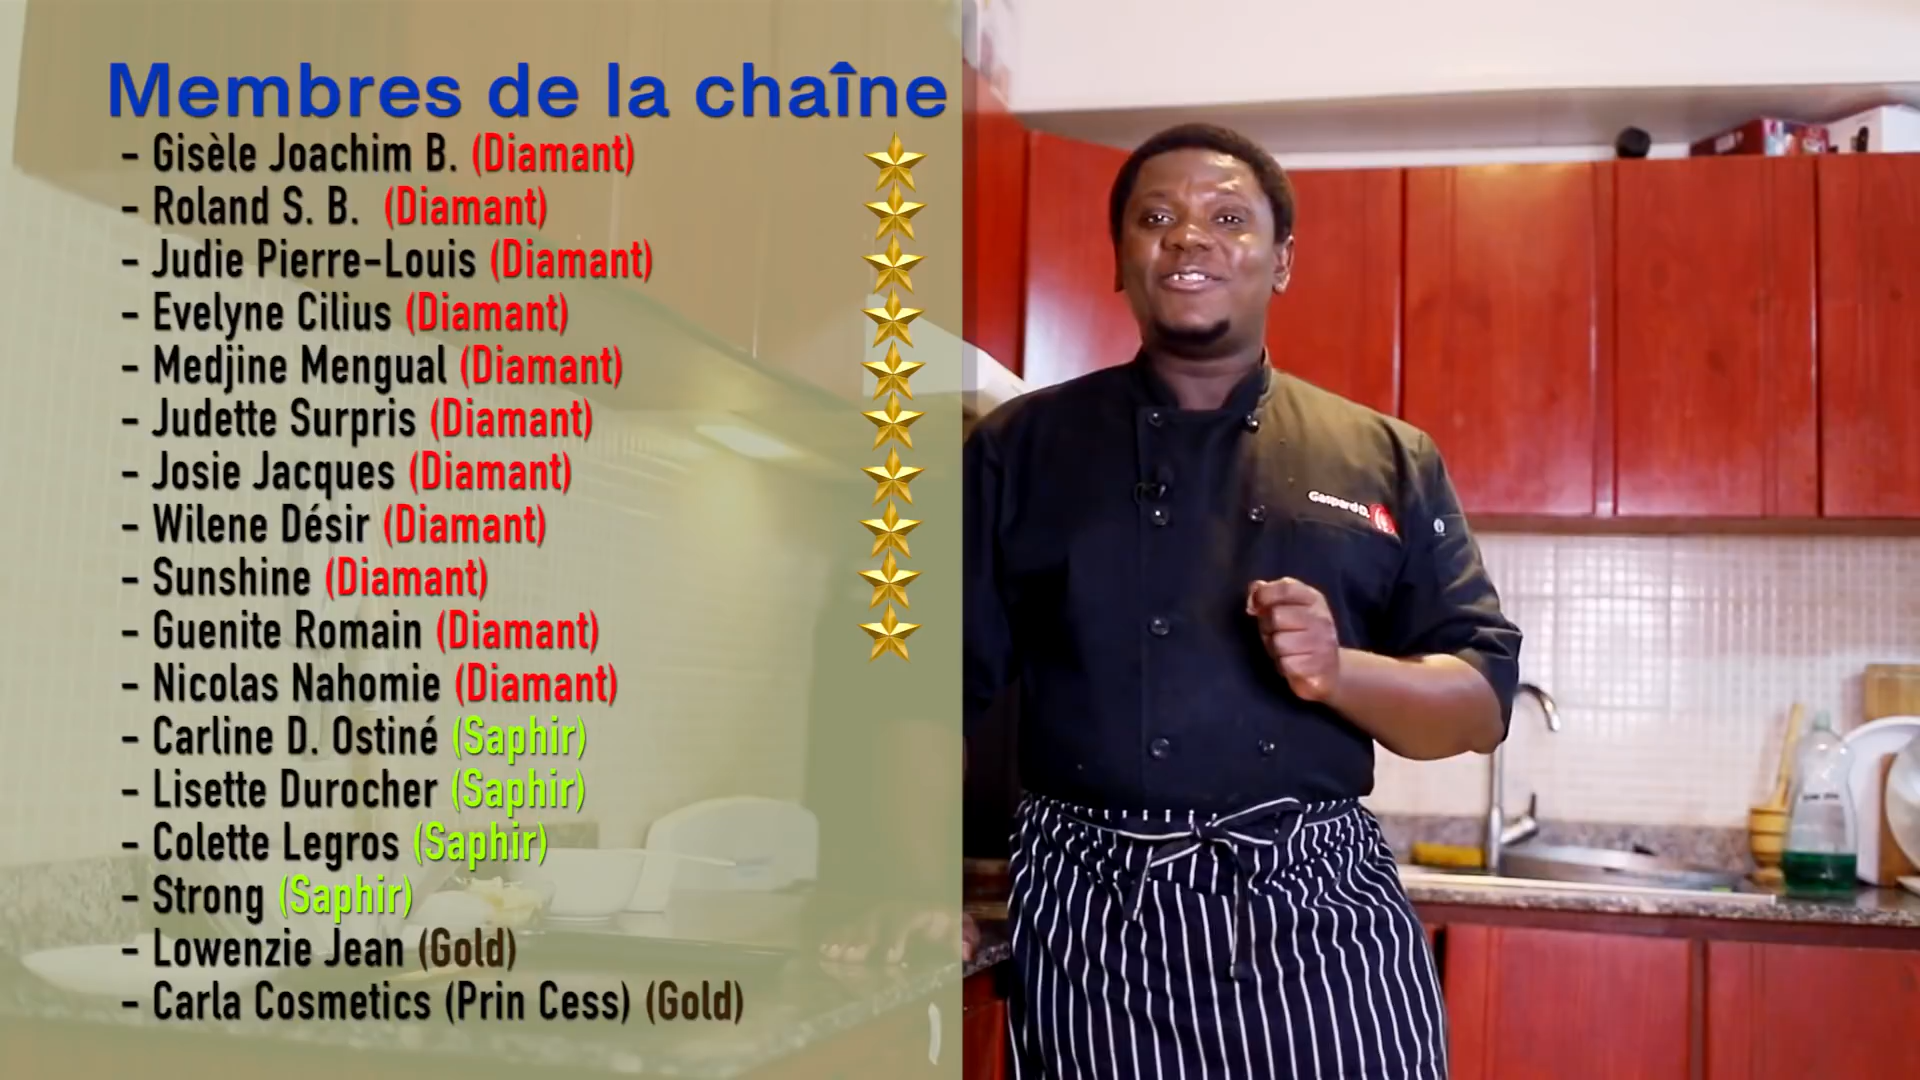 Membres de la chaîne
- Gisèle Joachim B. (Diamant)
- Roland S. B. (Diamant)
- Judie Pierre-Louis (Diamant)
- Evelyne Cilius (Diamant)
- Medjine Mengual (Diamant)
- Judette Surpris (Diamant)
- Josie Jacques (Diamant)
- Wilene Désir (Diamant)
- Sunshine (Diamant)
- Guenite Romain (Diamant)
- Nicolas Nahomie (Diamant)
- Carline D. Ostiné (Saphir)
- Lisette Durocher (Saphir)
- Colette Legros (Saphir)
- Strong (Saphir)
- Lowenzie Jean (Gold)
- Carla Cosmetics (Prin Cess) (Gold)
Gaspard D.